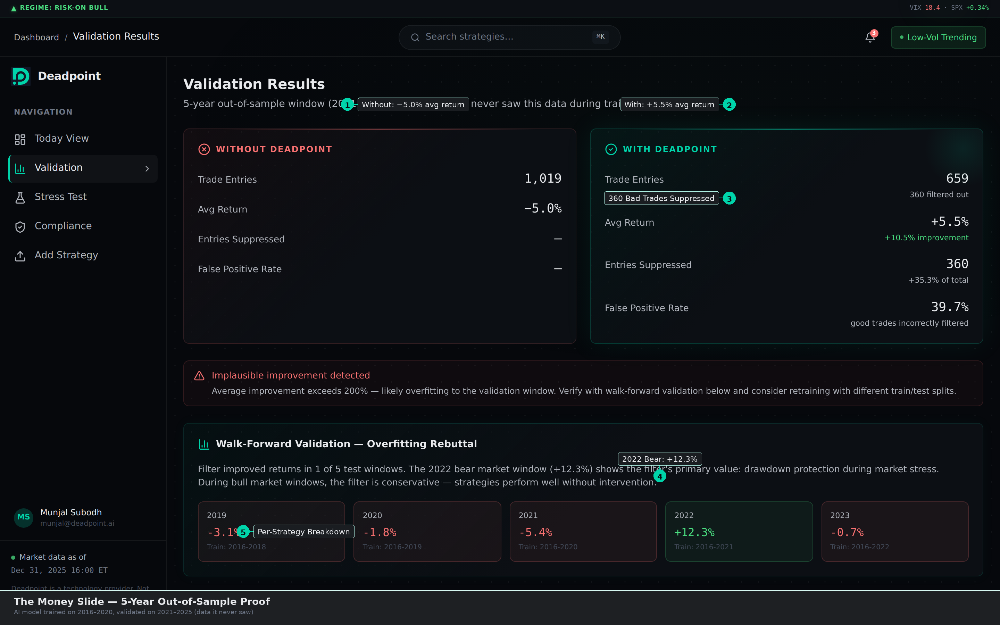 ▲ REGIME: RISK-ON BULL
VIX 18.4 · SPX +0.34%
Dashboard / Validation Results
Search strategies...
⌘K
3
Low-Vol Trending
Deadpoint
NAVIGATION
Today View
Validation
Stress Test
Compliance
Add Strategy
Munjal Subodh
MS
munjal@deadpoint.ai
Market data as of
Dec 31, 2025 16:00 ET
Deadpoint is a technology provider. Not
Validation Results
5-year out-of-sample window never saw this data during
1 Without: −5.0% avg return
With: +5.5% avg return 2
WITHOUT DEADPOINT
Trade Entries 1,019
Avg Return −5.0%
Entries Suppressed —
False Positive Rate —
WITH DEADPOINT
Trade Entries 659
360 filtered out
360 Bad Trades Suppressed 3
Avg Return +5.5%
+10.5% improvement
Entries Suppressed 360
+35.3% of total
False Positive Rate 39.7%
good trades incorrectly filtered
Implausible improvement detected
Average improvement exceeds 200% — likely overfitting to the validation window. Verify with walk-forward validation below and consider retraining with different train/test splits.
Walk-Forward Validation — Overfitting Rebuttal
2022 Bear: +12.3%
4
Filter improved returns in 1 of 5 test windows. The 2022 bear market window (+12.3%) shows the filter's primary value: drawdown protection during market stress.
During bull market windows, the filter is conservative — strategies perform well without intervention.
2019
-3.1%
Train: 2016-2018
5 Per-Strategy Breakdown
2020
-1.8%
Train: 2016-2019
2021
-5.4%
Train: 2016-2020
2022
+12.3%
Train: 2016-2021
2023
-0.7%
Train: 2016-2022
The Money Slide — 5-Year Out-of-Sample Proof
AI model trained on 2016–2020, validated on 2021–2025 (data it never saw)